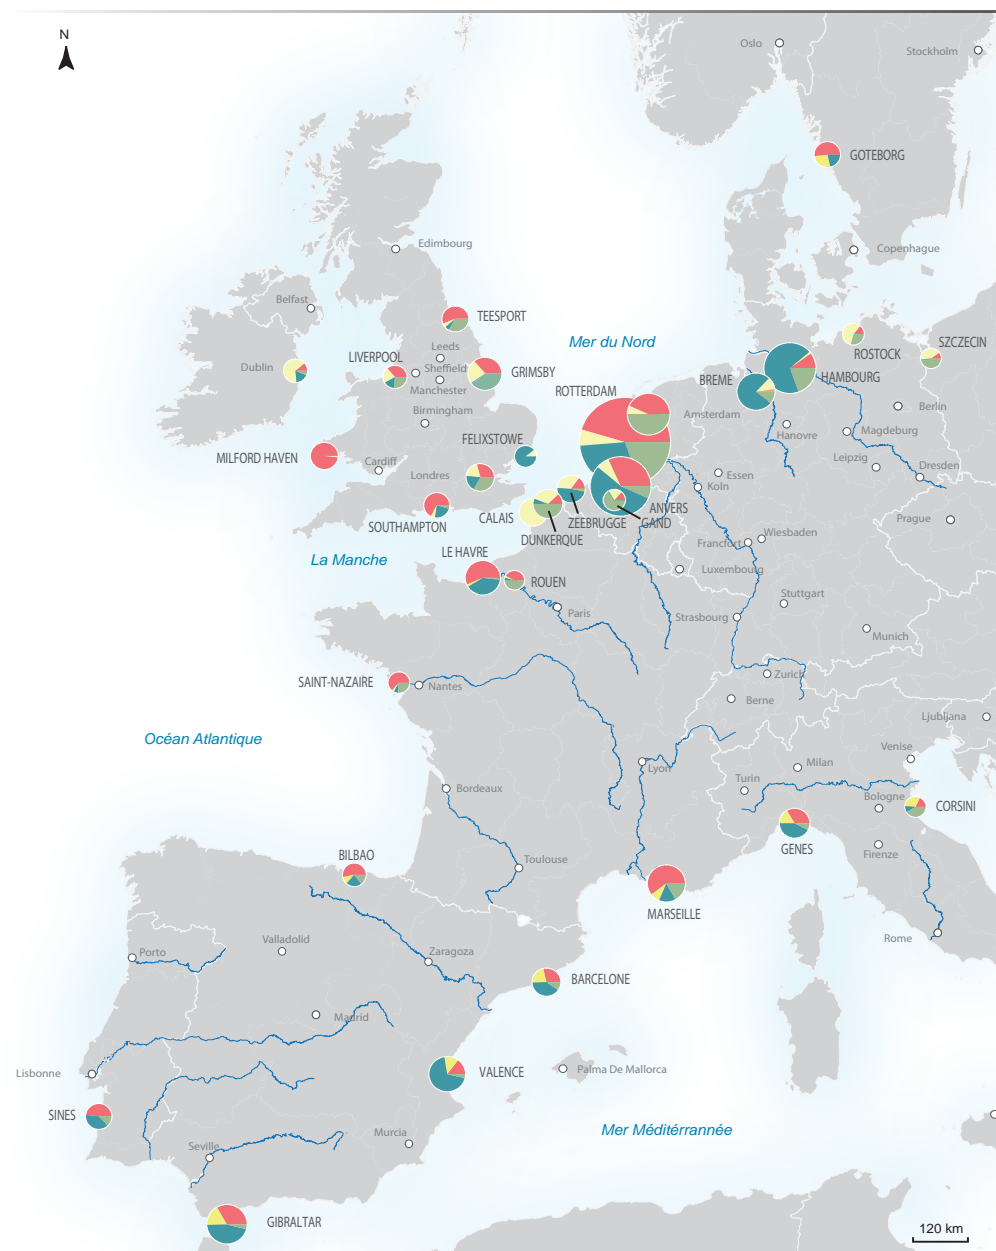 N
Oslo
Stockholm
GOTEBORG
Edimbourg
Copenhague
Belfast
TEESPORT
Mer du Nord
ROSTOCK
SZCZECIN
Leeds
LIVERPOOL
Dublin
Sheffield
GRIMSBY
Manchester
HAMBOURG
BREME
ROTTERDAM
Amsterdam
Berlin
Birmingham
Magdeburg
Hanovre
FELIXSTOWE
MILFORD HAVEN
Cardiff
Londres
Essen
Leipzig
Dresden
Koln
SOUTHAMPTON
CALAIS
ZEEBRUGGE
ANVERS
GAND
DUNKERQUE
Prague
Wiesbaden
Francfort
LE HAVRE
La Manche
Luxembourg
ROUEN
Paris
Stuttgart
Strasbourg
Munich
SAINT-NAZAIRE
Nantes
Zurich
Berne
Ljubljana
Océan Atlantique
Venise
Lyon
Milan
Turin
Bordeaux
Bologne
CORSINI
GENES
Firenze
BILBAO
Toulouse
MARSEILLE
Rome
Valladolid
Porto
Zaragoza
BARCELONE
Madrid
Lisbonne
VALENCE
Palma De Mallorca
SINES
Mer Méditérrannée
Murcia
Seville
GIBRALTAR
120 km